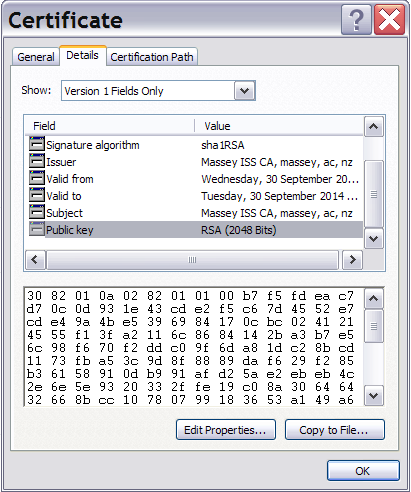 Certificate
General Details Certification Path
Show: Version 1 Fields Only
Field Value
Signature algorithm sha1RSA
Issuer Massey ISS CA, massey, ac, nz
Valid from Wednesday, 30 September 20...
Valid to Tuesday, 30 September 2014 ...
Subject Massey ISS CA, massey, ac, nz
Public key RSA (2048 Bits)
30 82 01 0a 02 82 01 01 00 b7 f5 fd ea c7
d7 0c 0d 93 1e 43 cd e2 f5 c6 7d 45 52 e7
cd e4 9a 4b e5 39 69 84 17 0c bc 02 41 21
45 55 f1 3f a2 11 6c 86 84 14 2b a3 b7 e5
6c 98 f6 70 f2 dd c0 9f 6d a8 1d c2 8b cd
11 73 fb a5 3c 9d 8f 88 89 da f6 29 f2 85
b3 61 58 91 0d b9 91 af d2 5a e2 eb eb 4c
2e 6e 5e 93 20 33 2f fe 19 c0 8a 30 64 64
32 66 8b cc 10 78 07 99 18 36 53 a1 49 a6
Edit Properties... Copy to File...
OK